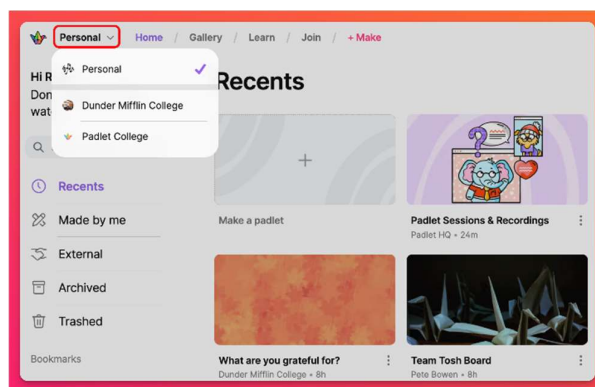 Personal
Home / Gallery / Learn / Join / + Make
Personal
Dunder Mifflin College
Padlet College
Hi R
Don
wat
Recents
Recents
Made by me
External
Archived
Trashed
Bookmarks
Make a padlet
Padlet Sessions & Recordings
Padlet HQ • 24m
What are you grateful for?
Dunder Mifflin College • 8h
Team Tosh Board
Pete Bowen • 8h